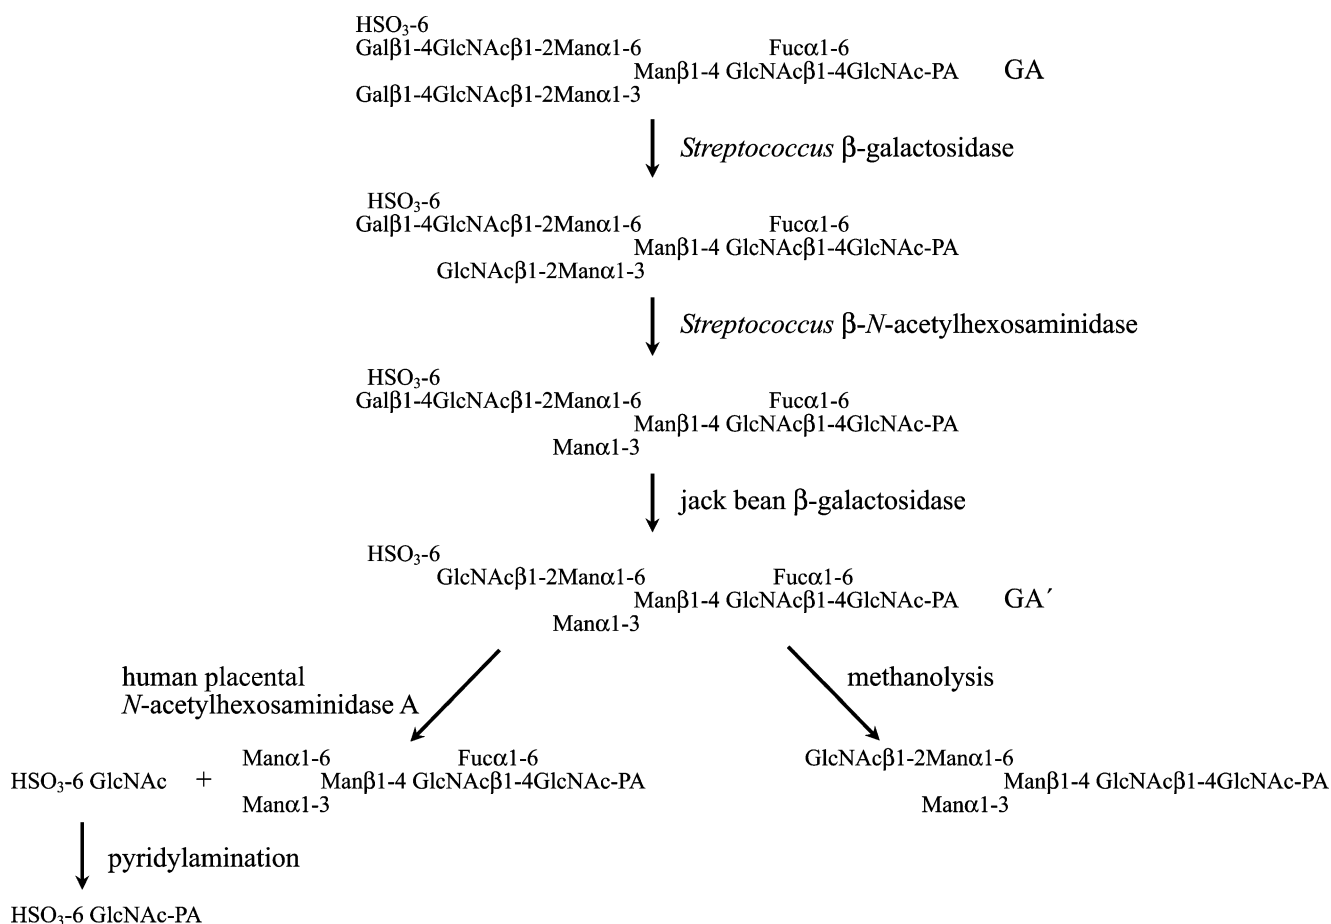 HSO₃-6
Galβ1-4GlcNAcβ1-2Manα1-6 Fucα1-6
Manβ1-4 GlcNAcβ1-4GlcNAc-PA GA
Galβ1-4GlcNAcβ1-2Manα1-3
Streptococcus β-galactosidase
HSO₃-6
Galβ1-4GlcNAcβ1-2Manα1-6 Fucα1-6
Manβ1-4 GlcNAcβ1-4GlcNAc-PA
GlcNAcβ1-2Manα1-3
Streptococcus β-N-acetylhexosaminidase
HSO₃-6
Galβ1-4GlcNAcβ1-2Manα1-6 Fucα1-6
Manβ1-4 GlcNAcβ1-4GlcNAc-PA
Manα1-3
jack bean β-galactosidase
HSO₃-6
GlcNAcβ1-2Manα1-6 Fucα1-6
Manβ1-4 GlcNAcβ1-4GlcNAc-PA GA´
Manα1-3
human placental
N-acetylhexosaminidase A
methanolysis
Manα1-6 Fucα1-6
HSO₃-6 GlcNAc + Manβ1-4 GlcNAcβ1-4GlcNAc-PA
Manα1-3
GlcNAcβ1-2Manα1-6
Manβ1-4 GlcNAcβ1-4GlcNAc-PA
Manα1-3
pyridylamination
HSO₃-6 GlcNAc-PA